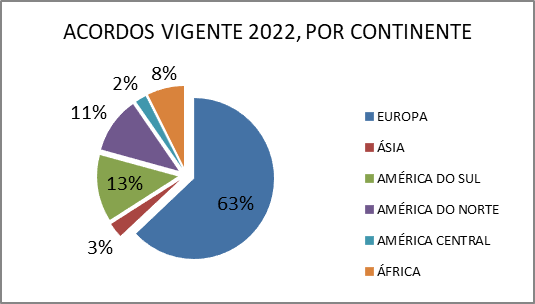 ACORDOS VIGENTE 2022, POR CONTINENTE
8%
2%
11%
13%
3%
63%
EUROPA
ÁSIA
AMÉRICA DO SUL
AMÉRICA DO NORTE
AMÉRICA CENTRAL
ÁFRICA